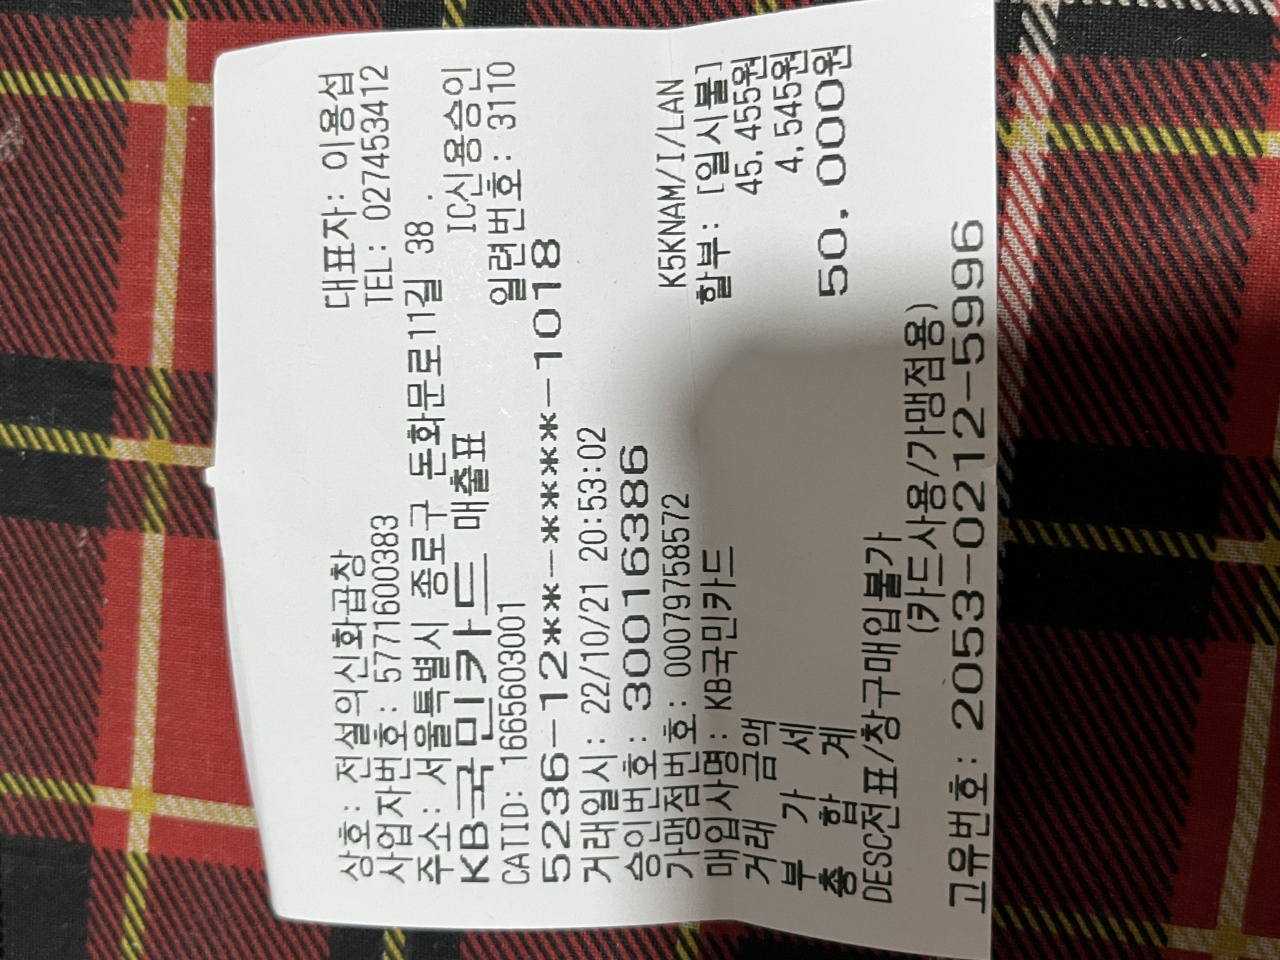 상호: 전설의신화곱창 대표자: 이용섭
사업자번호: 5771600383 TEL: 027453412
주소: 서울특별시 종로구 돈화문로11길 38 .
KB국민카드 매출표 IC신용승인
CATID: 1665603001 일련번호: 3110
5236-12**-****-1018
거래일시: 22/10/21 20:53:02
승인번호: 30016386
가맹점번호: 00079758572 K5KNAM/I/LAN
매입사명: KB국민카드 할부: [일시불]
거래 금액 45,455원
부 가 세 4,545원
총 합 계 50,000원
DESC전표/창구매입불가
(카드사용/가맹점용)
고유번호: 2053-0212-5996